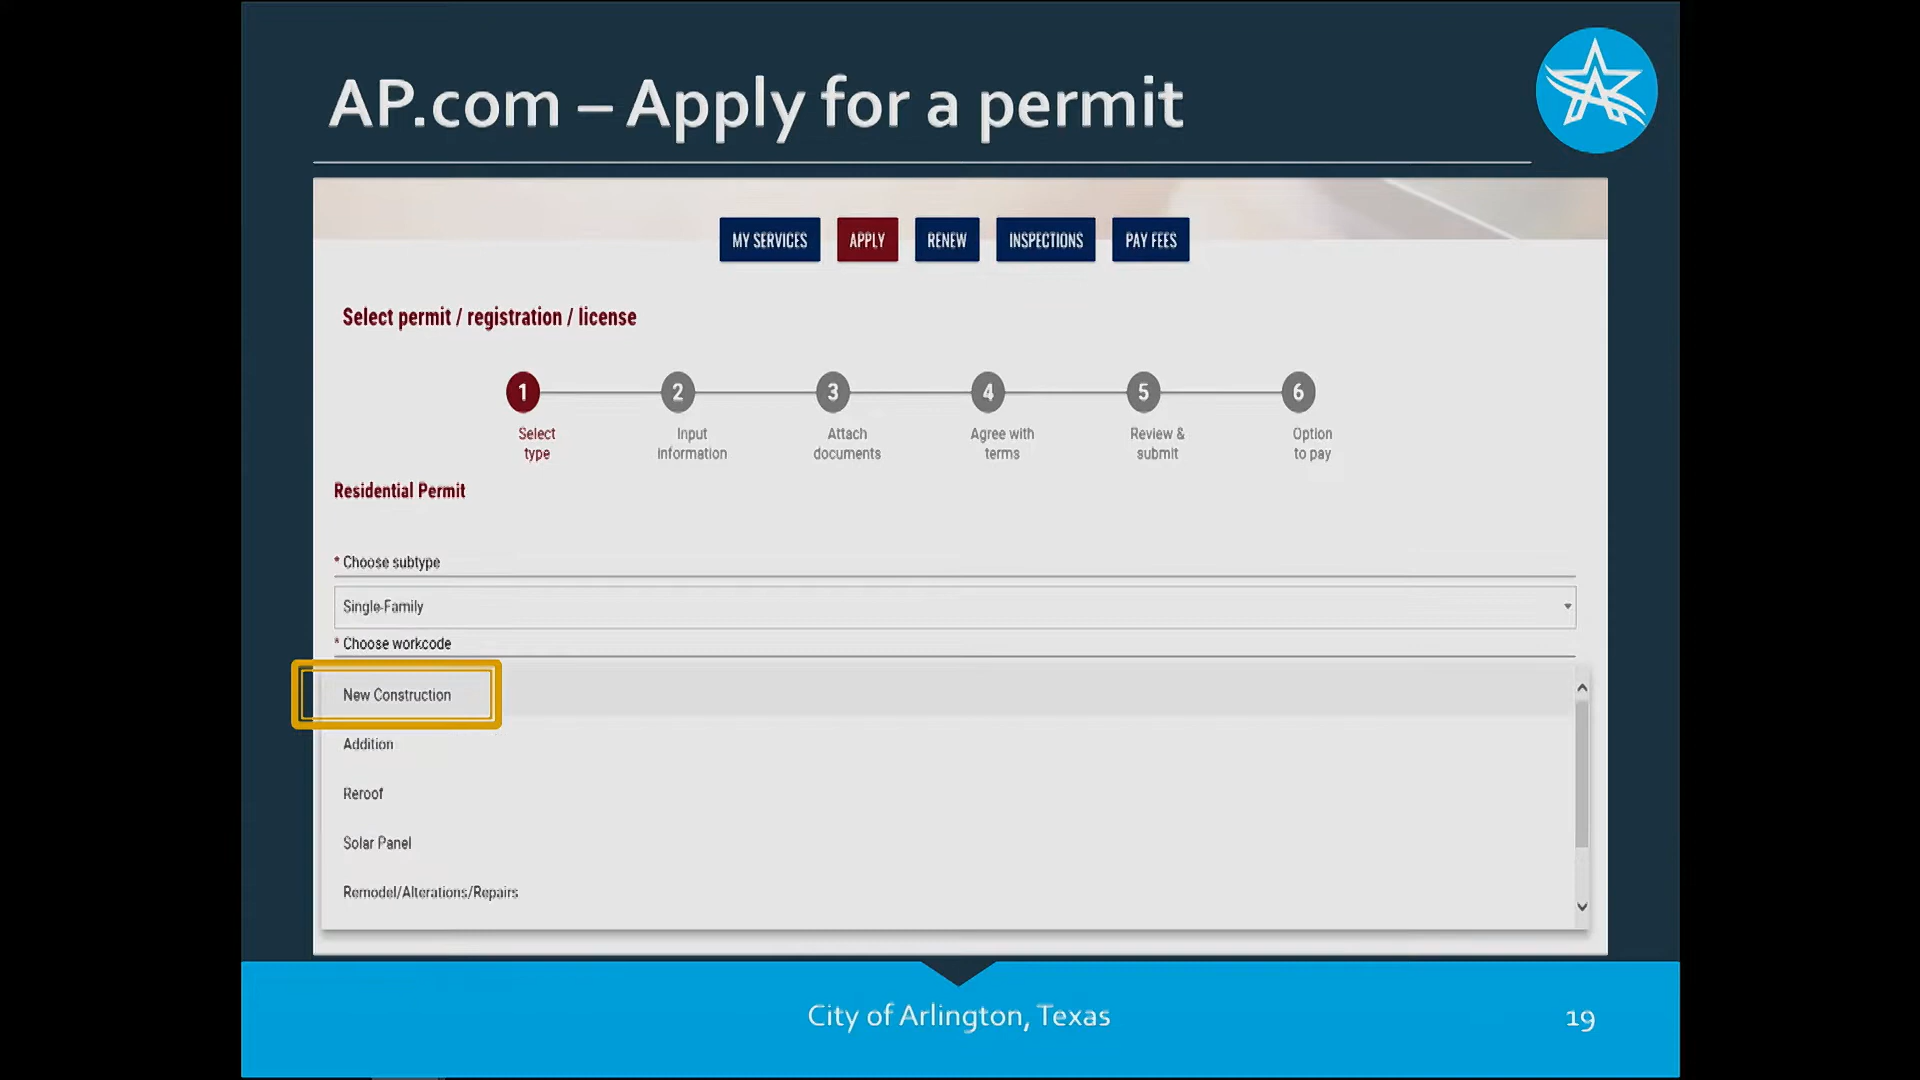 AP.com – Apply for a permit
MY SERVICES
APPLY
RENEW
INSPECTIONS
PAY FEES
Select permit / registration / license
1
2
3
4
5
6
Select
type
Input
information
Attach
documents
Agree with
terms
Review &
submit
Option
to pay
Residential Permit
* Choose subtype
Single-Family
* Choose workcode
New Construction
Addition
Reroof
Solar Panel
Remodel/Alterations/Repairs
City of Arlington, Texas
19